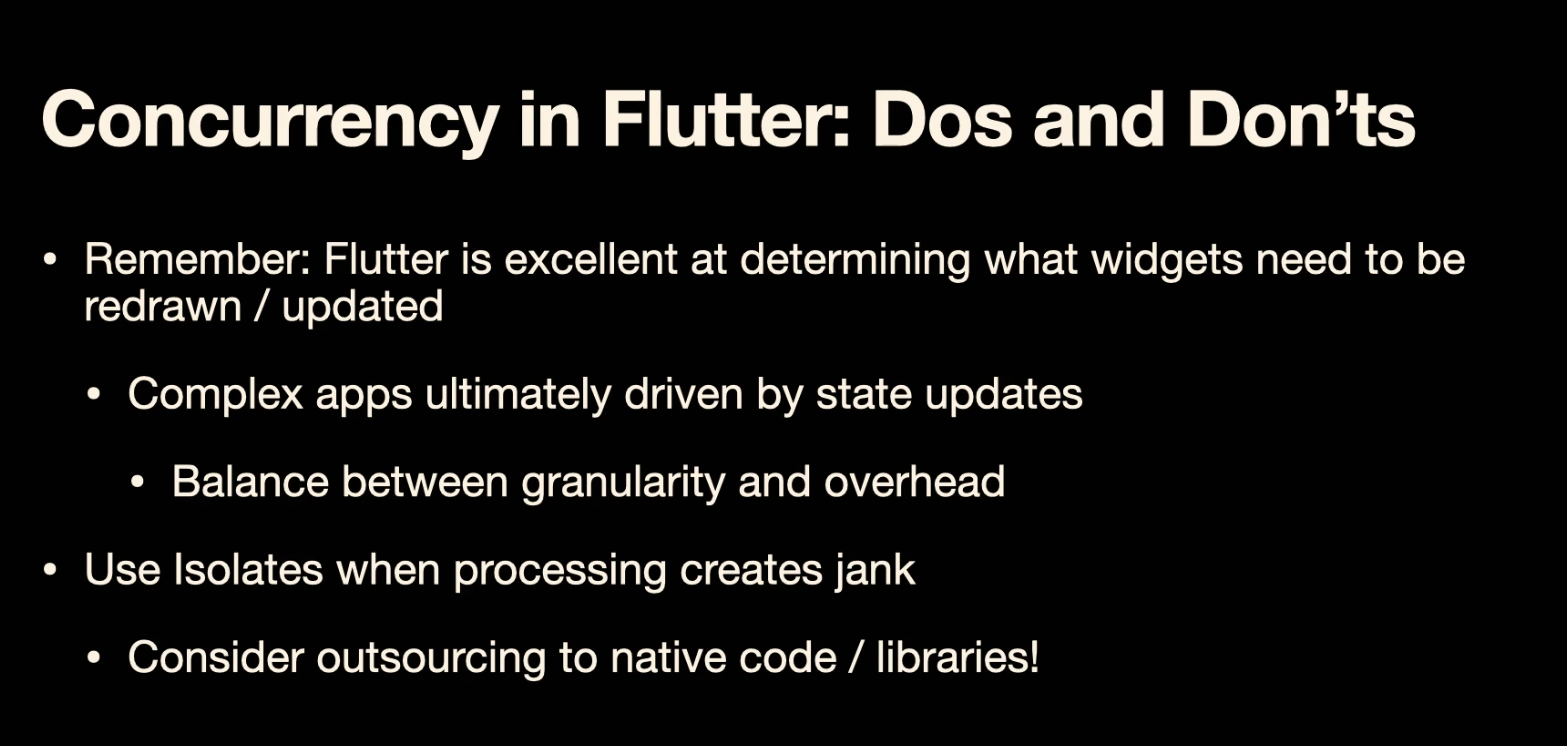 Concurrency in Flutter: Dos and Don’ts
• Remember: Flutter is excellent at determining what widgets need to be
redrawn / updated
• Complex apps ultimately driven by state updates
• Balance between granularity and overhead
• Use Isolates when processing creates jank
• Consider outsourcing to native code / libraries!